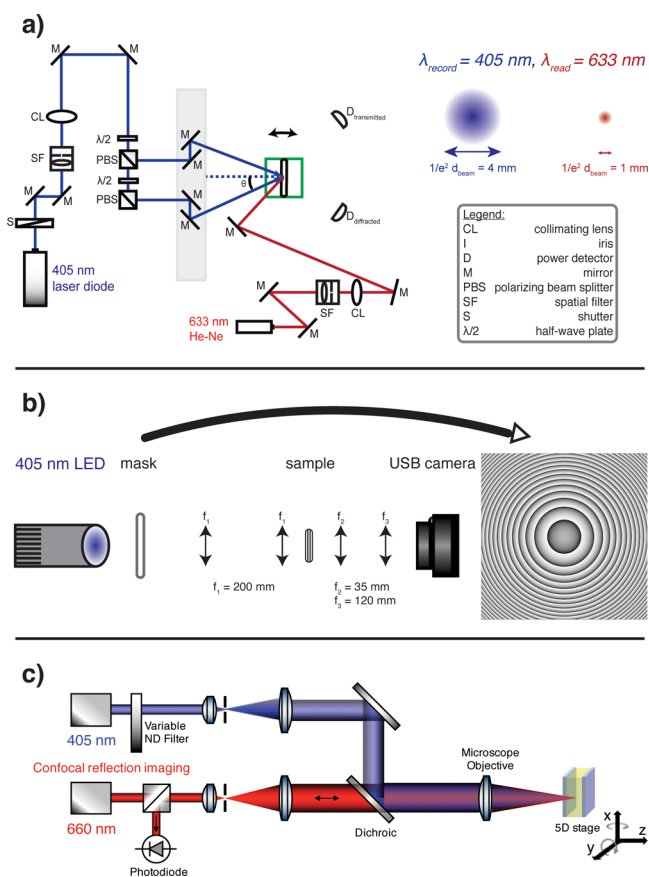 a)
M
M
λrecord = 405 nm, λread = 633 nm
CL
Dtransmitted
λ/2
M
1/e² dbeam = 4 mm
1/e² dbeam = 1 mm
SF
PBS
λ/2
θ
M
M
PBS
M
Ddiffracted
S
M
Legend:
CL collimating lens
I iris
D power detector
M mirror
PBS polarizing beam splitter
SF spatial filter
S shutter
λ/2 half-wave plate
405 nm
laser diode
M
M
SF
CL
M
633 nm
He-Ne
M
b)
405 nm LED
mask
sample
USB camera
f1
f1
f2
f3
f1 = 200 mm
f2 = 35 mm
f3 = 120 mm
c)
405 nm
Variable
ND Filter
Confocal reflection imaging
Microscope
Objective
660 nm
Dichroic
5D stage
Photodiode
x
y
z